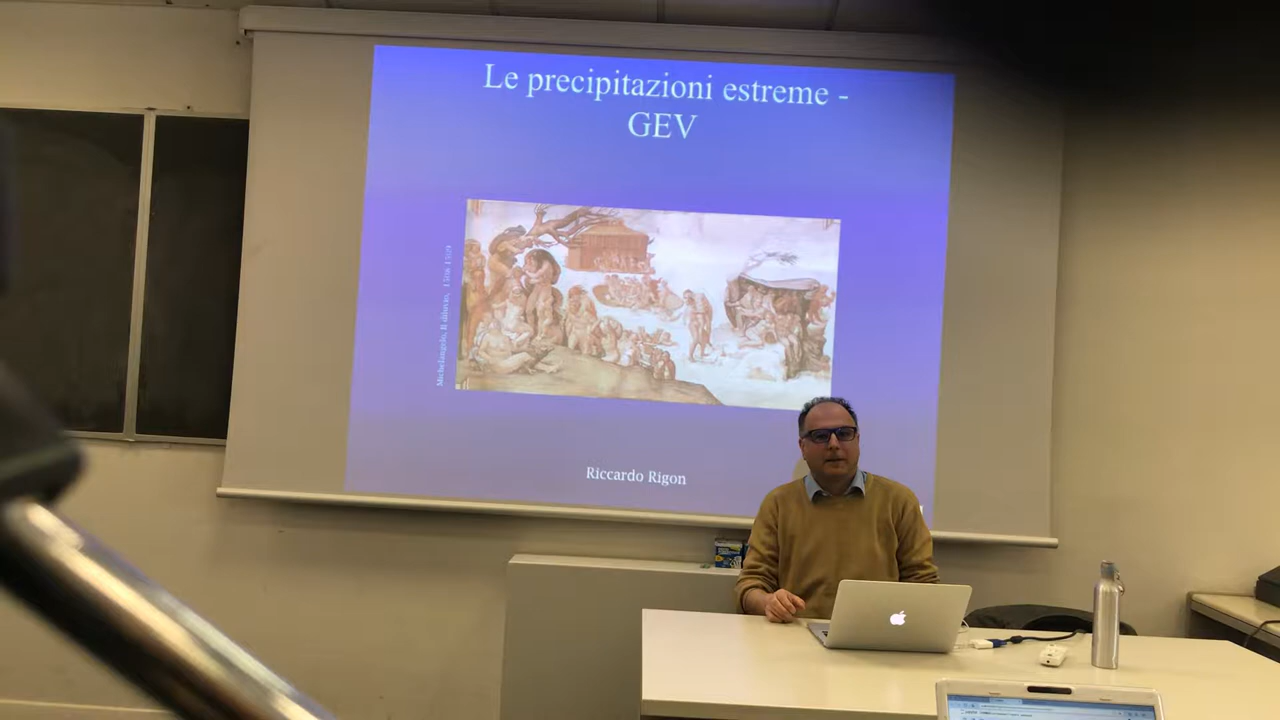 Le precipitazioni estreme -
GEV
Michelangelo, Il diluvio, 1508-1509
Riccardo Rigon